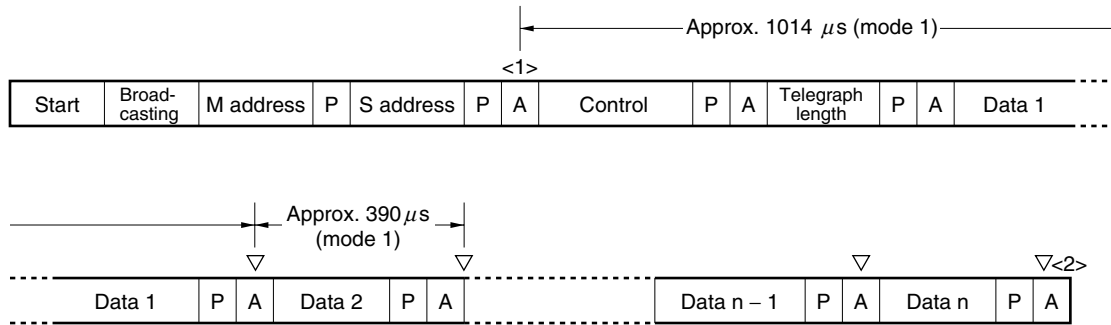 Approx. 1014 μs (mode 1)
<1>
Start Broad-casting M address P S address P A Control P A Telegraph length P A Data 1
Approx. 390 μs
(mode 1)
▽ ▽ ▽ ▽<2>
Data 1 P A Data 2 P A Data n − 1 P A Data n P A